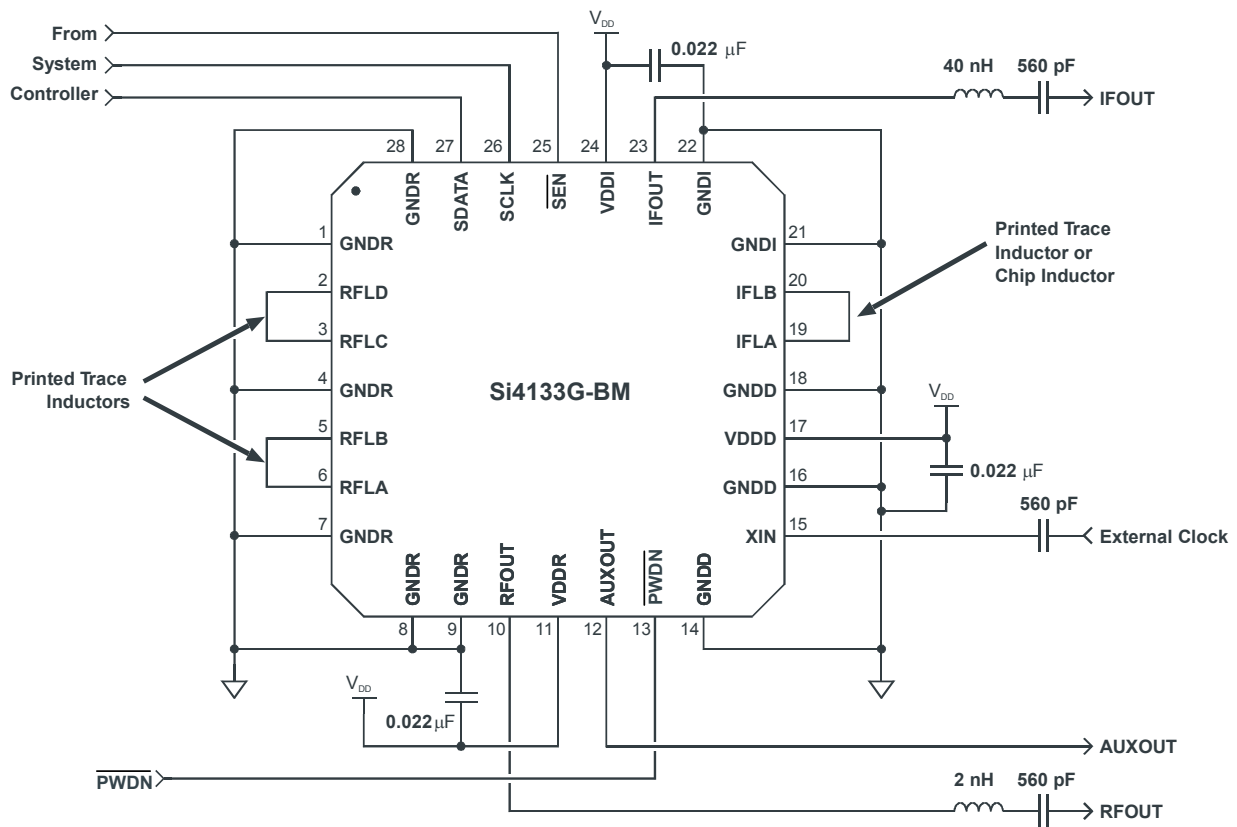 From
System
Controller
V_DD
0.022 µF
40 nH
560 pF
IFOUT
28
27
26
25
24
23
22
GNDR
SDATA
SCLK
SEN
VDDI
IFOUT
GNDI
1
GNDR
2
RFLD
3
RFLC
4
GNDR
5
RFLB
6
RFLA
7
GNDR
Printed Trace
Inductors
Si4133G-BM
GNDI
21
IFLB
20
IFLA
19
GNDD
18
VDDD
17
GNDD
16
XIN
15
Printed Trace
Inductor or
Chip Inductor
V_DD
0.022 µF
560 pF
External Clock
GNDR
GNDR
RFOUT
VDDR
AUXOUT
PWDN
GNDD
8
9
10
11
12
13
14
V_DD
0.022 µF
AUXOUT
PWDN
2 nH
560 pF
RFOUT